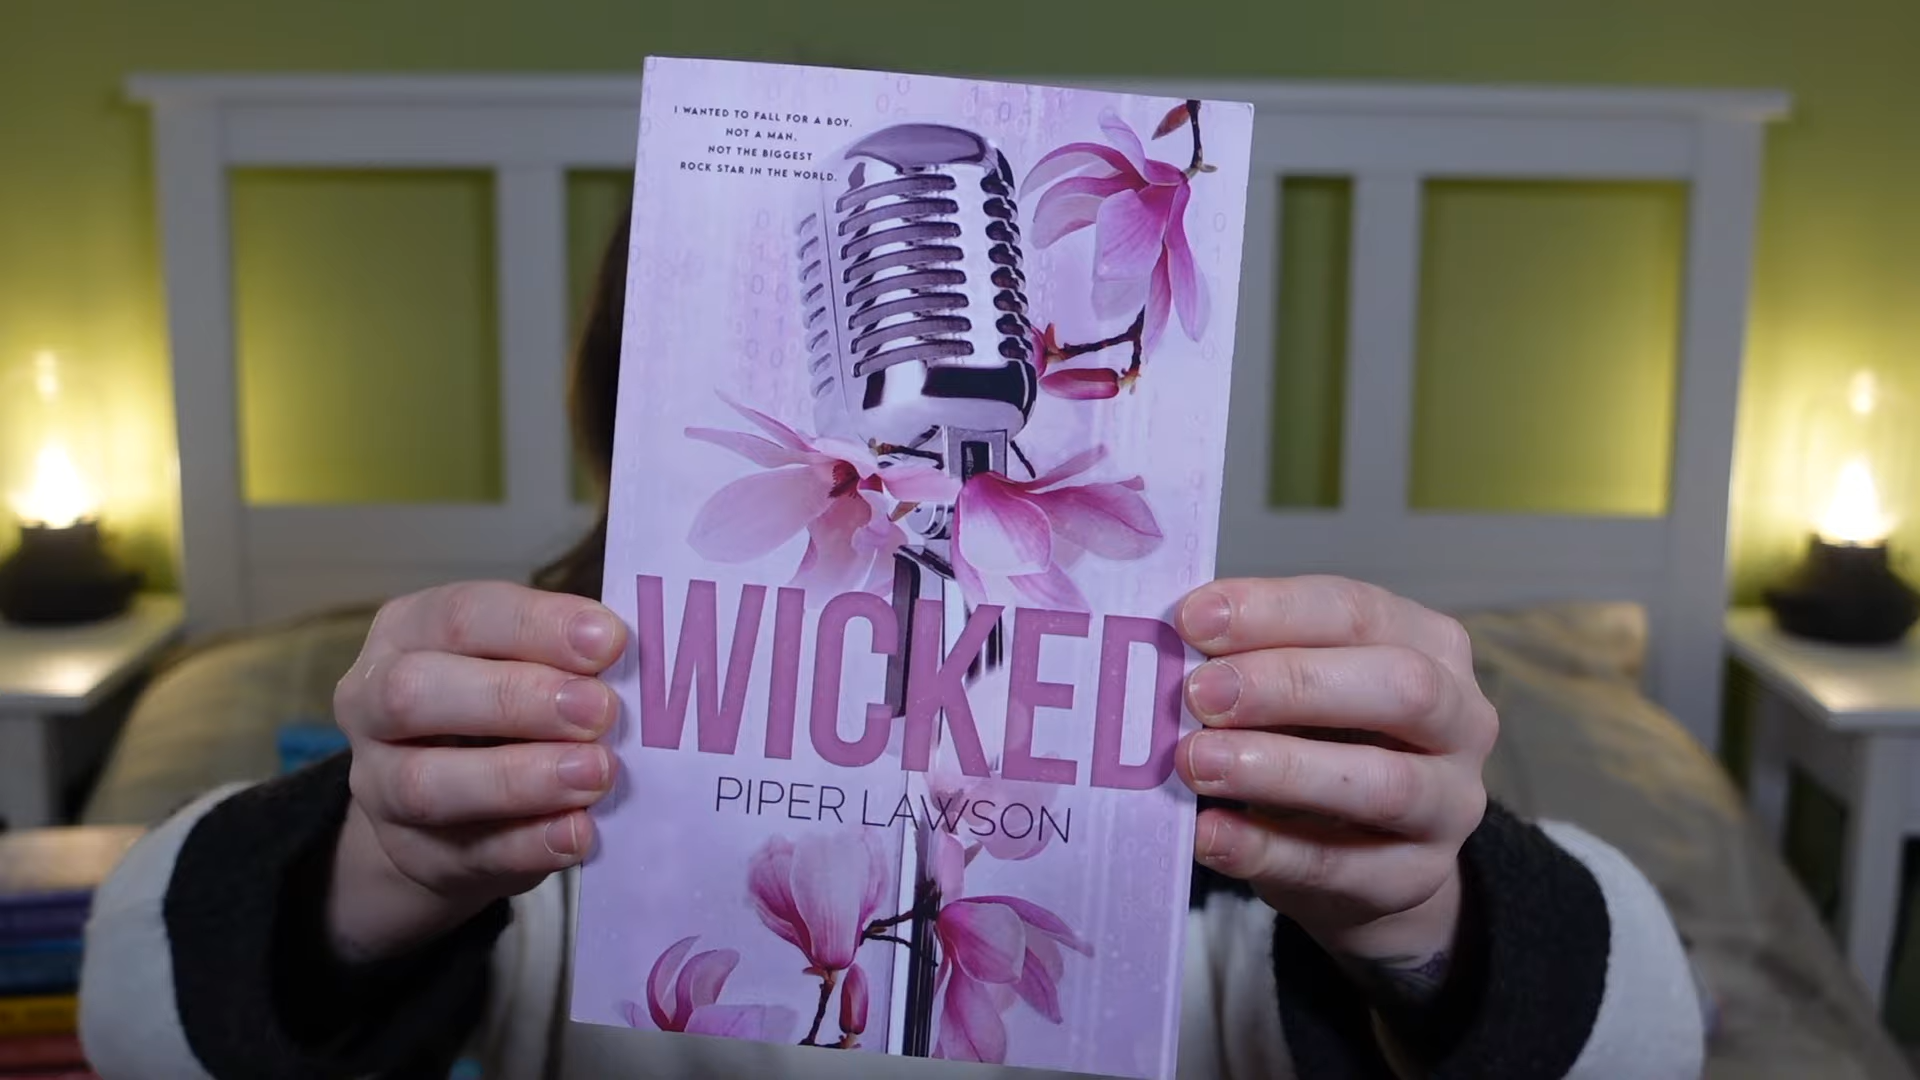 I WANTED TO FALL FOR A BOY.
NOT A MAN.
NOT THE BIGGEST
ROCK STAR IN THE WORLD.
WICKED
PIPER LAWSON